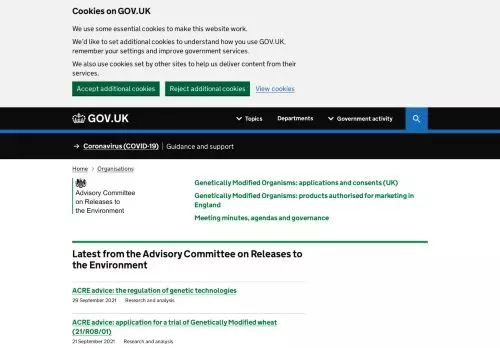 Cookies on GOV.UK
We use some essential cookies to make this website work.
We'd like to set additional cookies to understand how you use GOV.UK,
remember your settings and improve government services.
We also use cookies set by other sites to help us deliver content from their
services.
Accept additional cookies
Reject additional cookies
View cookies
GOV.UK
Topics
Departments
Government activity
→ Coronavirus (COVID-19) | Guidance and support
Home > Organisations
Advisory Committee
on Releases to
the Environment
Genetically Modified Organisms: applications and consents (UK)
Genetically Modified Organisms: products authorised for marketing in
England
Meeting minutes, agendas and governance
Latest from the Advisory Committee on Releases to
the Environment
ACRE advice: the regulation of genetic technologies
29 September 2021 Research and analysis
ACRE advice: application for a trial of Genetically Modified wheat
(21/R08/01)
21 September 2021 Research and analysis